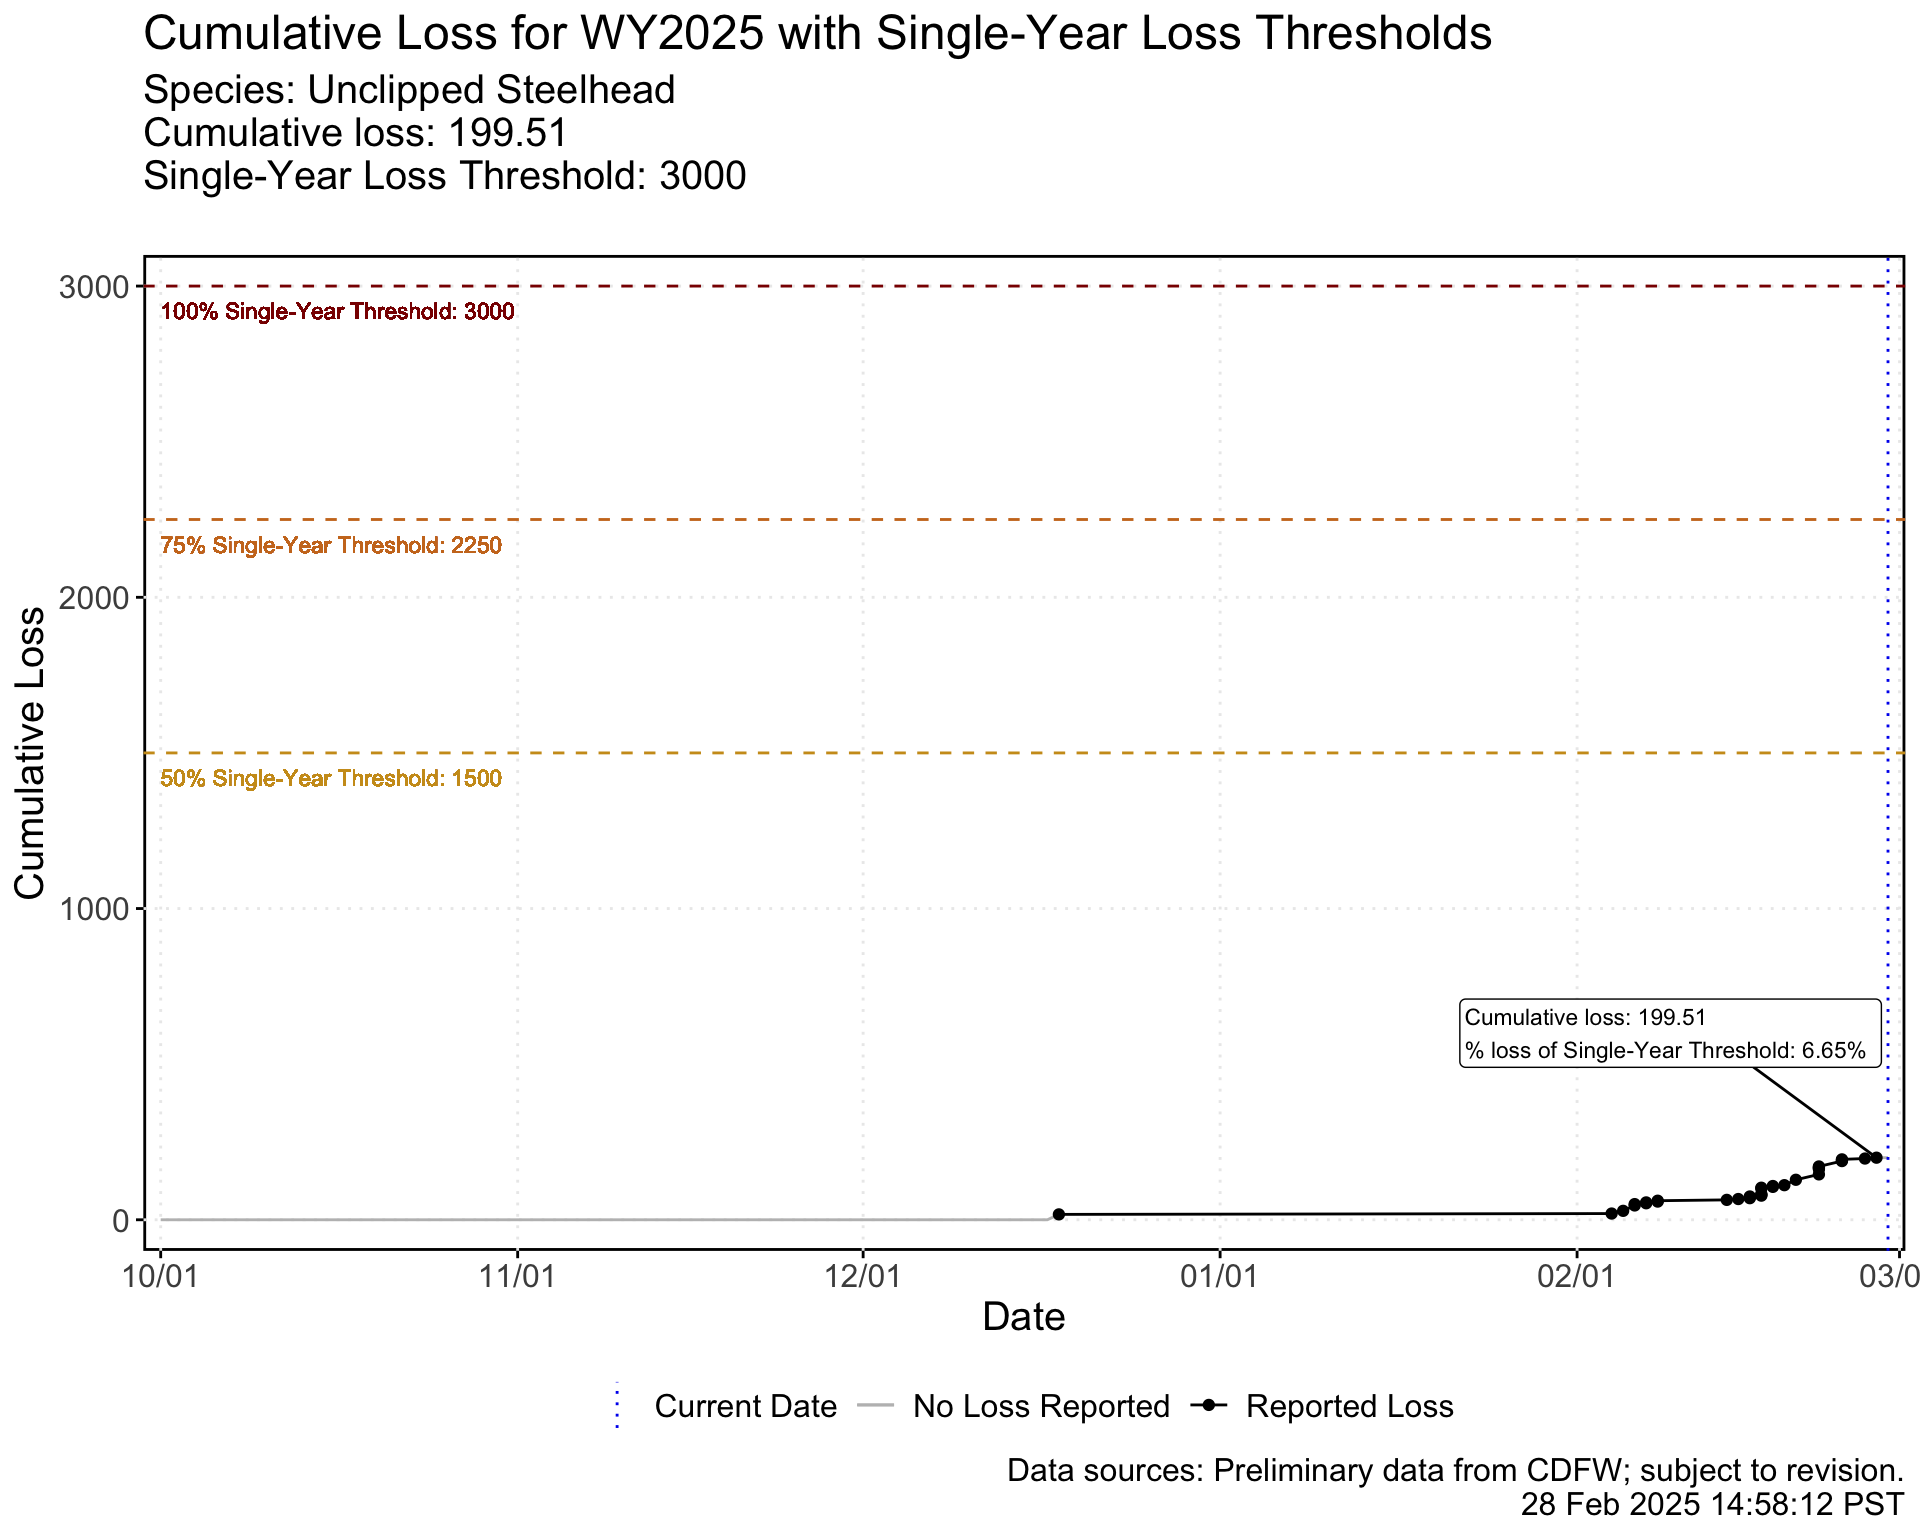 Cumulative Loss for WY2025 with Single-Year Loss Thresholds
Species: Unclipped Steelhead
Cumulative loss: 199.51
Single-Year Loss Threshold: 3000
3000
100% Single-Year Threshold: 3000
75% Single-Year Threshold: 2250
2000
50% Single-Year Threshold: 1500
Cumulative Loss
1000
Cumulative loss: 199.51
% loss of Single-Year Threshold: 6.65%
0
10/01 11/01 12/01 01/01 02/01 03/0
Date
Current Date No Loss Reported Reported Loss
Data sources: Preliminary data from CDFW; subject to revision.
28 Feb 2025 14:58:12 PST